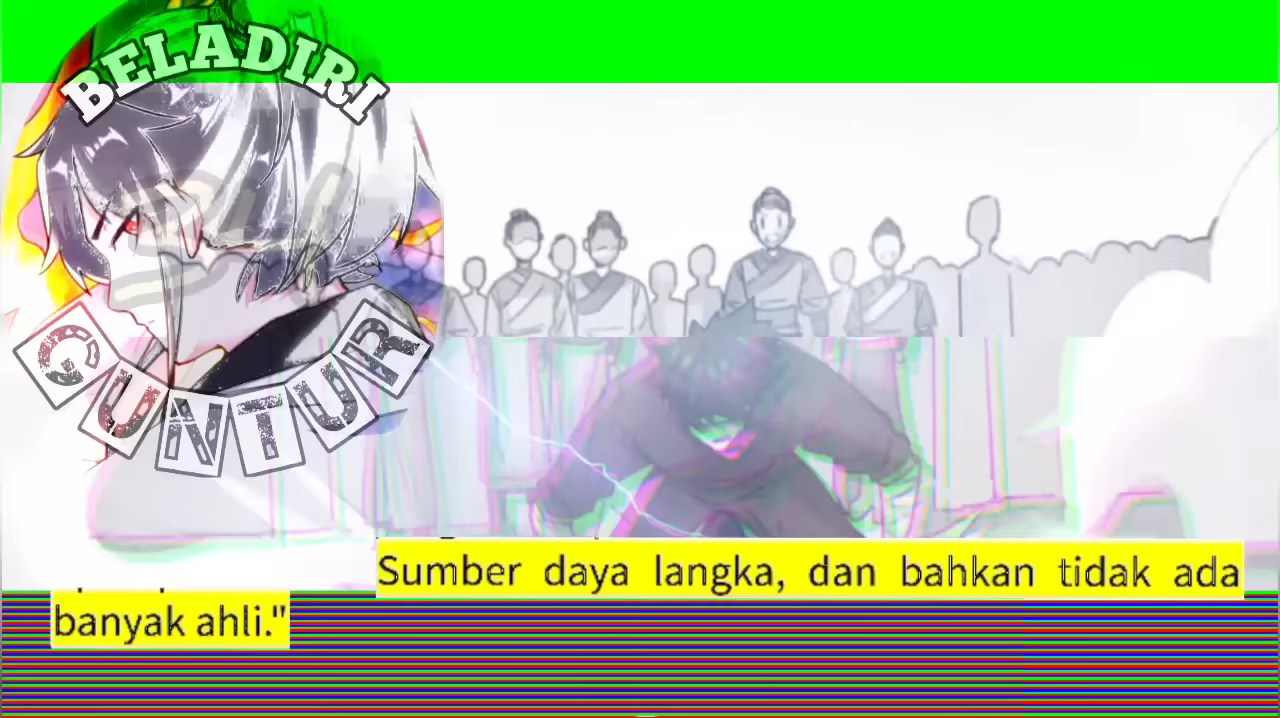 BELADIRI
GUNTUR
Sumber daya langka, dan bahkan tidak ada
banyak ahli."